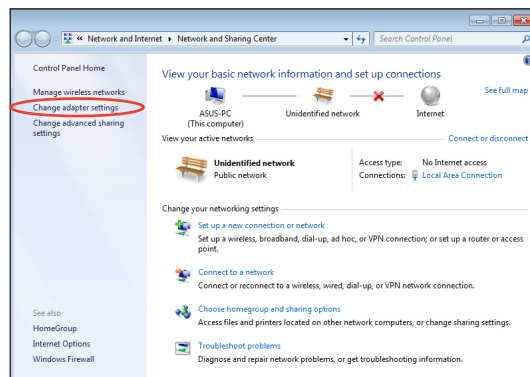 « Network and Internet ▸ Network and Sharing Center
Search Control Panel
Control Panel Home
Manage wireless networks
Change adapter settings
Change advanced sharing
settings
See also
HomeGroup
Internet Options
Windows Firewall
View your basic network information and set up connections
See full map
ASUS-PC
(This computer)
Unidentified network
Internet
View your active networks
Connect or disconnect
Unidentified network
Public network
Access type: No Internet access
Connections: Local Area Connection
Change your networking settings
Set up a new connection or network
Set up a wireless, broadband, dial-up, ad hoc, or VPN connection; or set up a router or access
point.
Connect to a network
Connect or reconnect to a wireless, wired, dial-up, or VPN network connection.
Choose homegroup and sharing options
Access files and printers located on other network computers, or change sharing settings.
Troubleshoot problems
Diagnose and repair network problems, or get troubleshooting information.